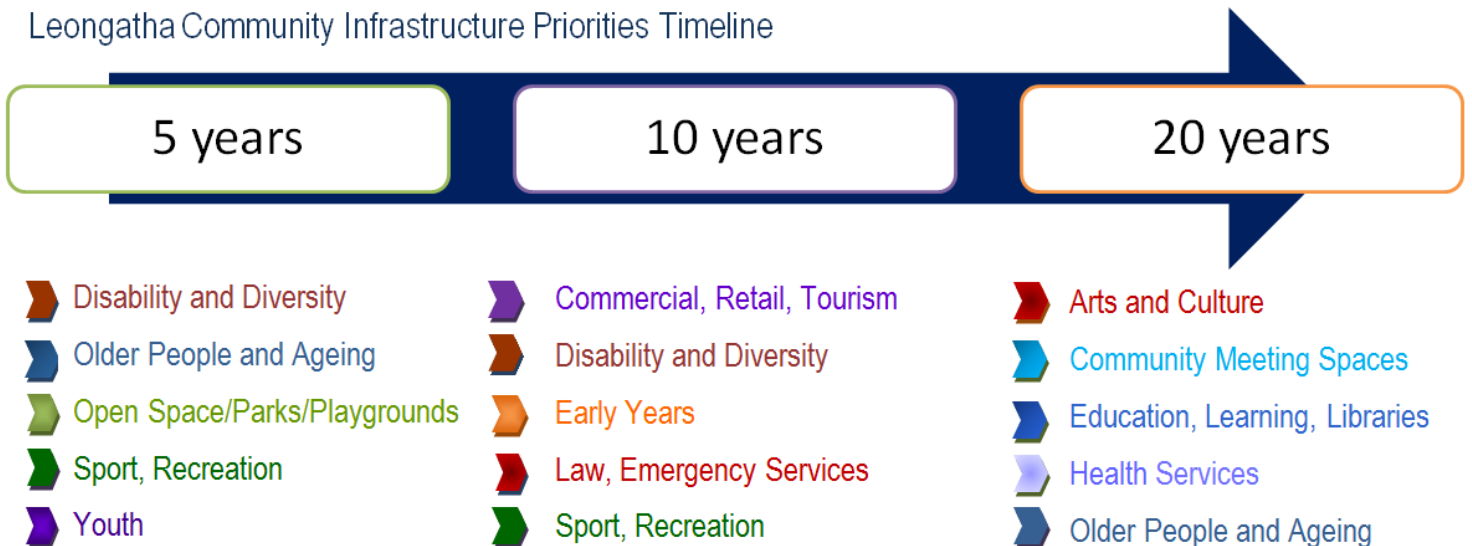 Leongatha Community Infrastructure Priorities Timeline
5 years
10 years
20 years
Disability and Diversity
Older People and Ageing
Open Space/Parks/Playgrounds
Sport, Recreation
Youth
Commercial, Retail, Tourism
Disability and Diversity
Early Years
Law, Emergency Services
Sport, Recreation
Arts and Culture
Community Meeting Spaces
Education, Learning, Libraries
Health Services
Older People and Ageing